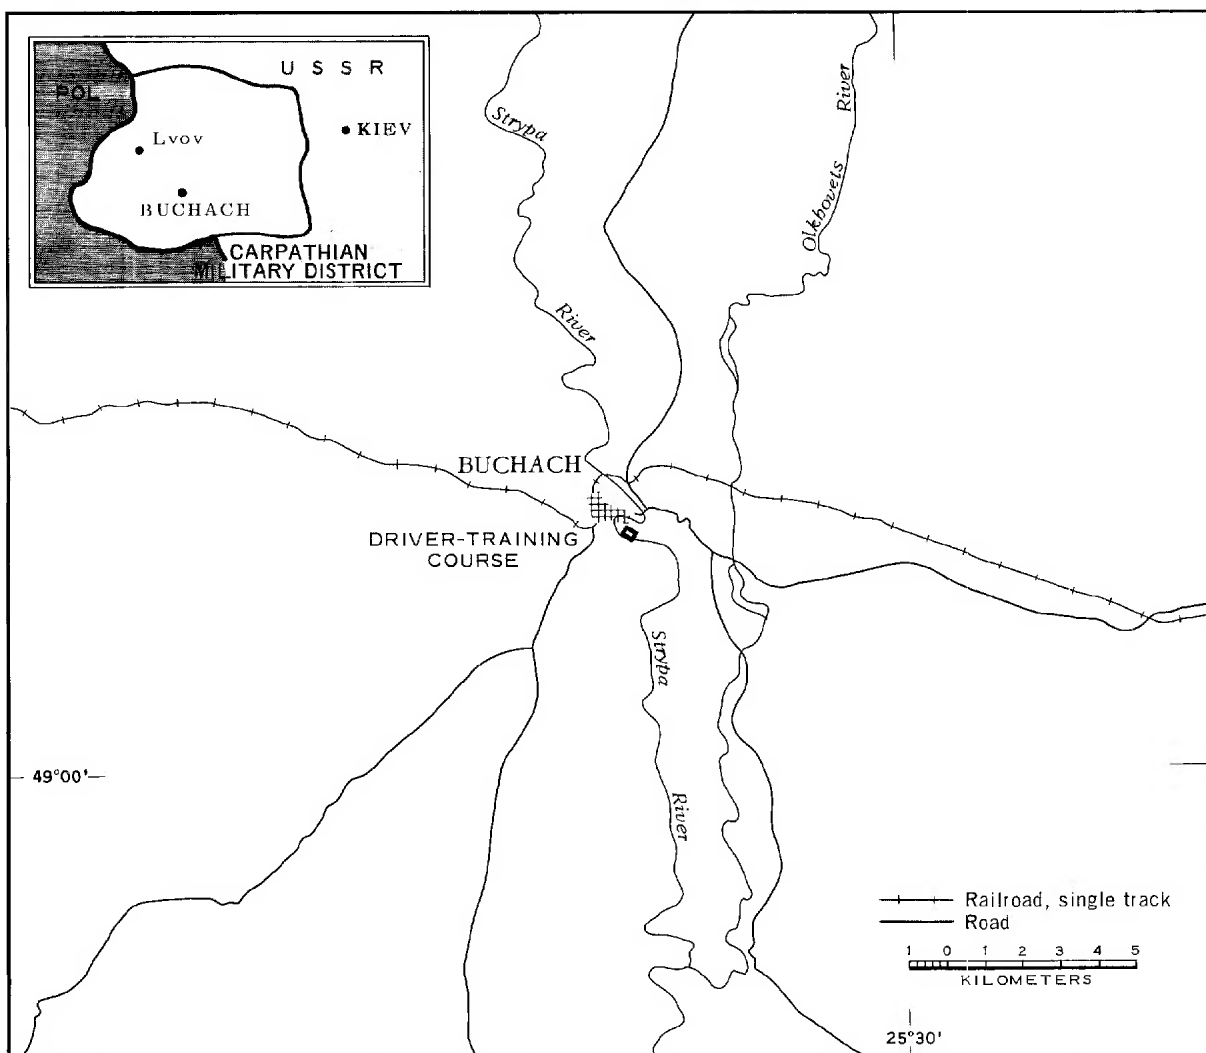 USSR
POL
KIEV
Lvov
BUCHACH
CARPATHIAN
MILITARY DISTRICT
Strypa
River
Olkhovets
River
BUCHACH
DRIVER-TRAINING
COURSE
Strypa
River
49°00'
Railroad, single track
Road
1 0 1 2 3 4 5
KILOMETERS
25°30'